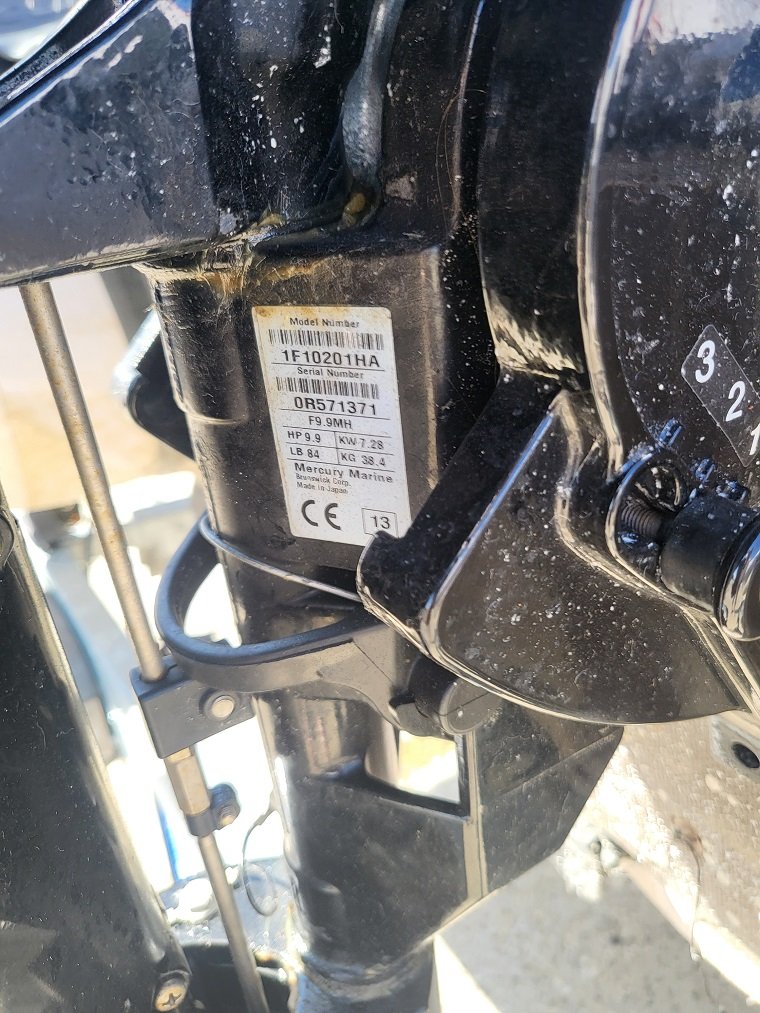 Model Number
1F10201HA
Serial Number
0R571371
F9.9MH
HP 9.9 KW 7.28
LB 84 KG 38.4
Mercury Marine
Brunswick Corp.
Made in Japan
CE 13
3
2
1